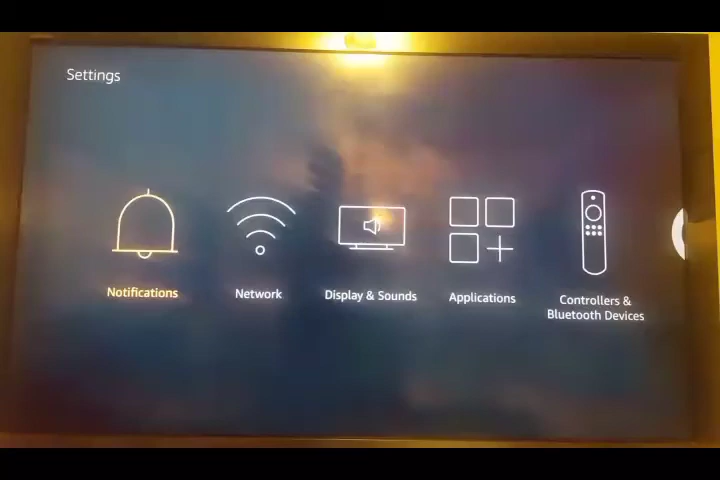 Settings
Notifications
Network
Display & Sounds
Applications
Controllers &
Bluetooth Devices